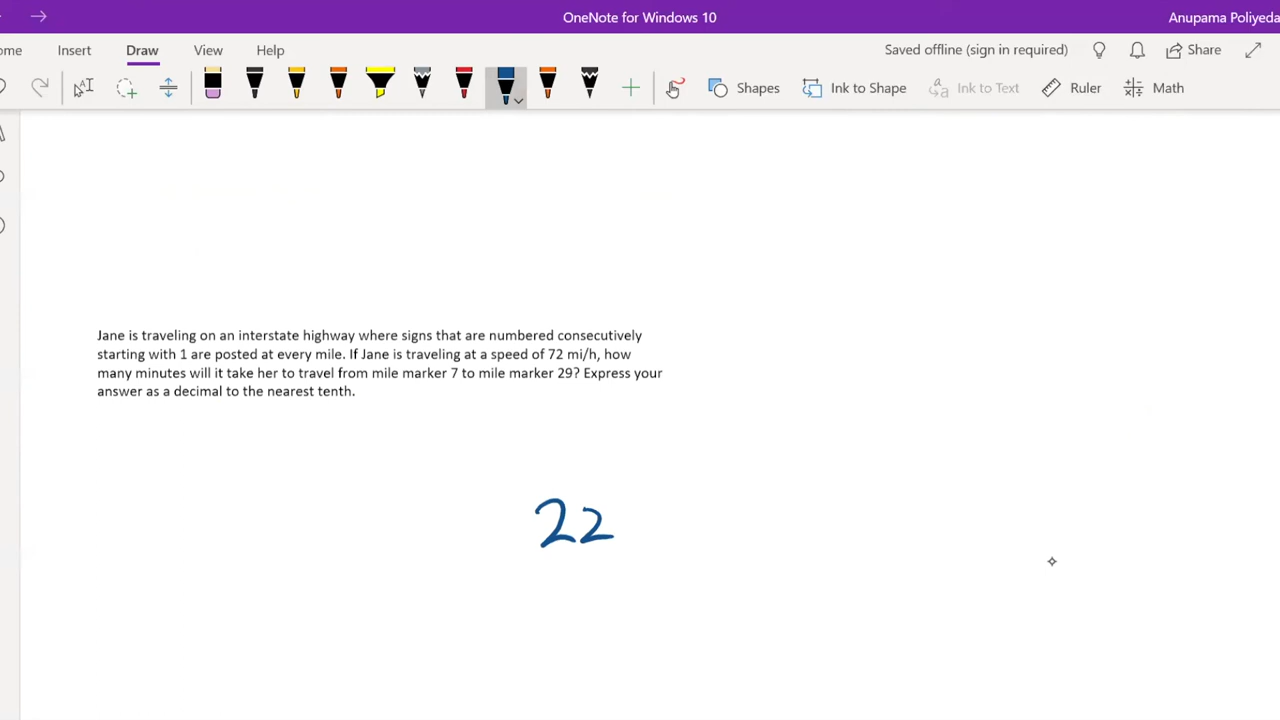 OneNote for Windows 10
Anupama Poliyeda
ome Insert Draw View Help
Saved offline (sign in required) Share
Shapes Ink to Shape Ink to Text Ruler Math
Jane is traveling on an interstate highway where signs that are numbered consecutively
starting with 1 are posted at every mile. If Jane is traveling at a speed of 72 mi/h, how
many minutes will it take her to travel from mile marker 7 to mile marker 29? Express your
answer as a decimal to the nearest tenth.
22